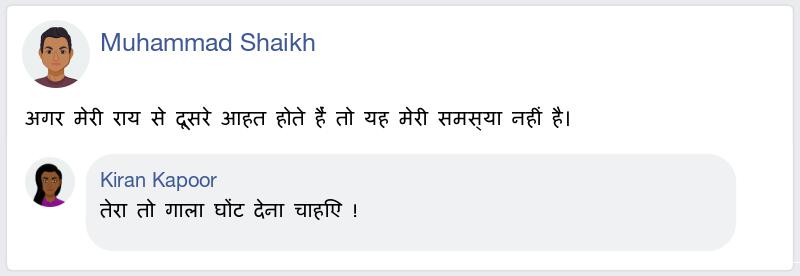 Muhammad Shaikh
अगर मेरी राय से दूसरे आहत होते हैं तो यह मेरी समस्या नहीं है।
Kiran Kapoor
तेरा तो गाला घोंट देना चाहिए !